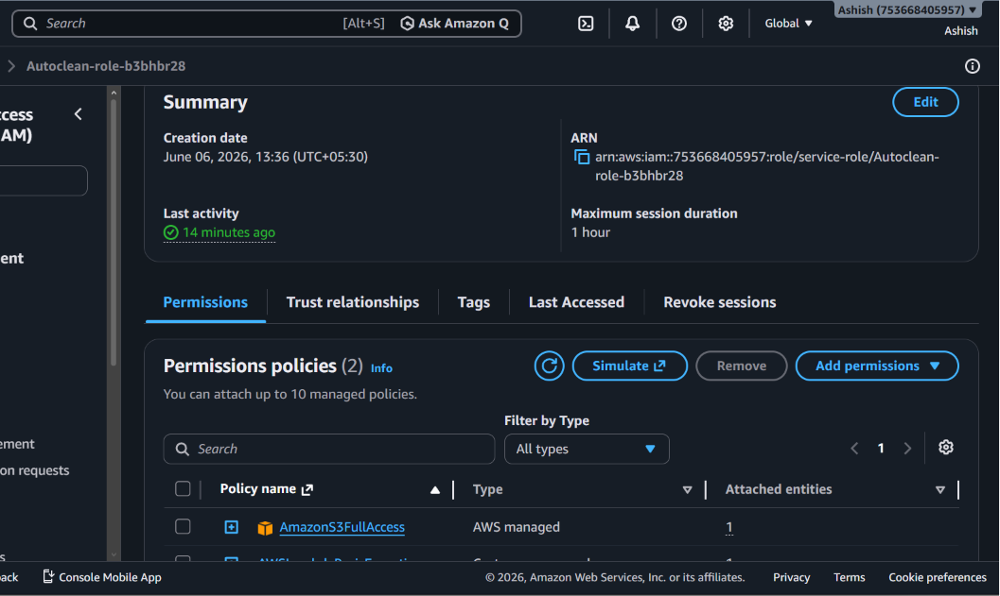 Search [Alt+S] Ask Amazon Q Global Ashish (753668405957)
Ashish
Autoclean-role-b3bhbr28
cess
AM)
ent
ement
on requests
s
Summary
Edit
Creation date
June 06, 2026, 13:36 (UTC+05:30)
ARN
arn:aws:iam::753668405957:role/service-role/Autoclean-
role-b3bhbr28
Last activity
14 minutes ago
Maximum session duration
1 hour
Permissions Trust relationships Tags Last Accessed Revoke sessions
Permissions policies (2) Info
Simulate Remove Add permissions
You can attach up to 10 managed policies.
Filter by Type
Search All types 1
Policy name Type Attached entities
AmazonS3FullAccess AWS managed 1
ack Console Mobile App © 2026, Amazon Web Services, Inc. or its affiliates. Privacy Terms Cookie preferences